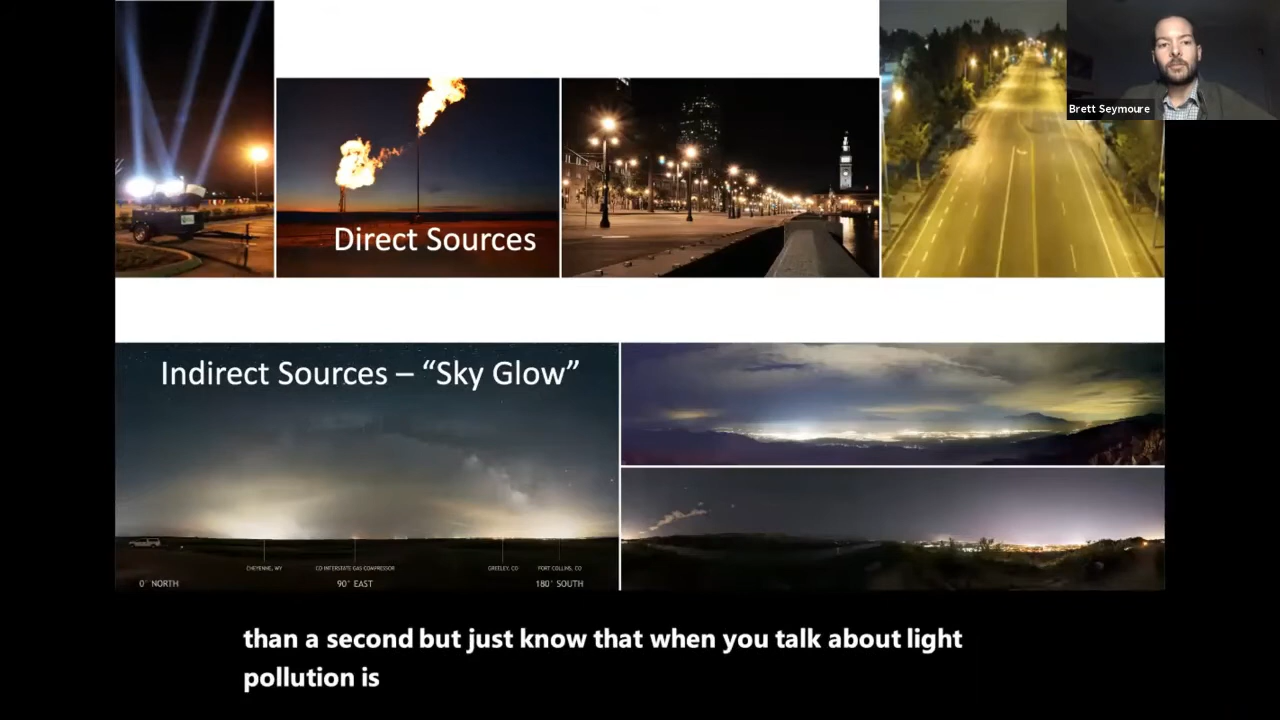 Brett Seymoure
Direct Sources
Indirect Sources – “Sky Glow”
CHEYENNE, WY
CO INTERSTATE GAS COMPRESSOR
GREELEY, CO
FORT COLLINS, CO
0° NORTH
90° EAST
180° SOUTH
than a second but just know that when you talk about light
pollution is